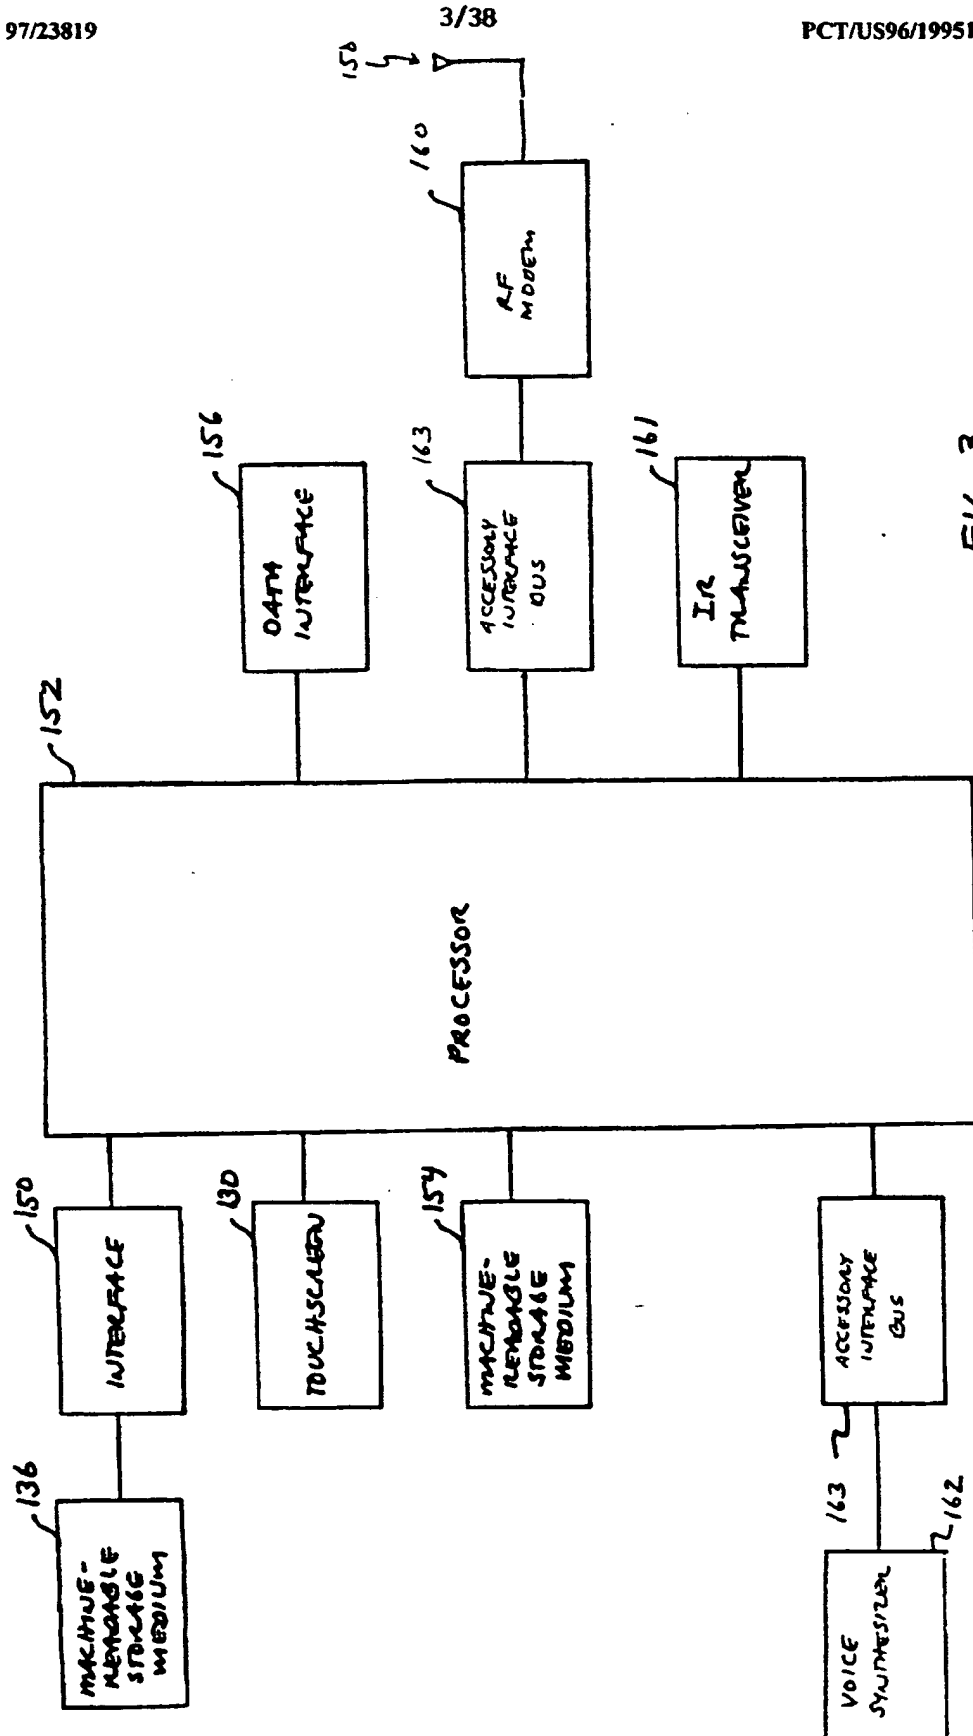 97/23819
3/38
PCT/US96/19951
150
160
RF
MODEM
156
DATA
INTERFACE
163
ACCESSORY
INTERFACE
BUS
161
IR
TRANSCEIVER
152
PROCESSOR
150
INTERFACE
130
TOUCHSCREEN
154
MACHINE-
READABLE
STORAGE
MEDIUM
163
ACCESSORY
INTERFACE
BUS
136
MACHINE-
READABLE
STORAGE
MEDIUM
162
VOICE
SYNTHESIZER